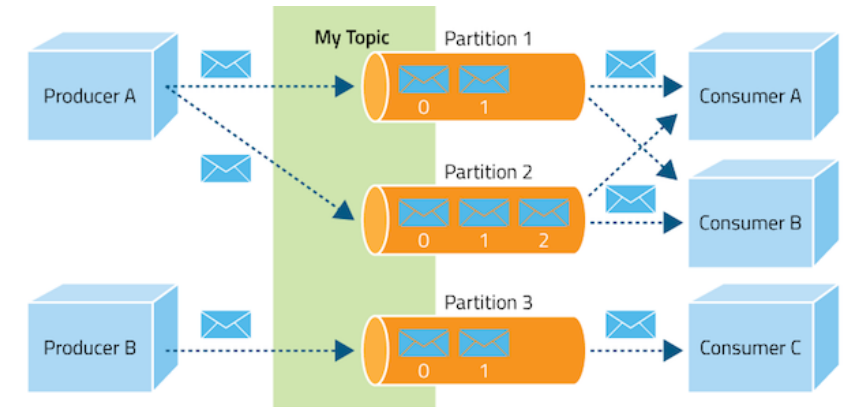 My Topic
Partition 1
Producer A
0 1
Consumer A
Partition 2
0 1 2
Consumer B
Partition 3
Producer B
0 1
Consumer C